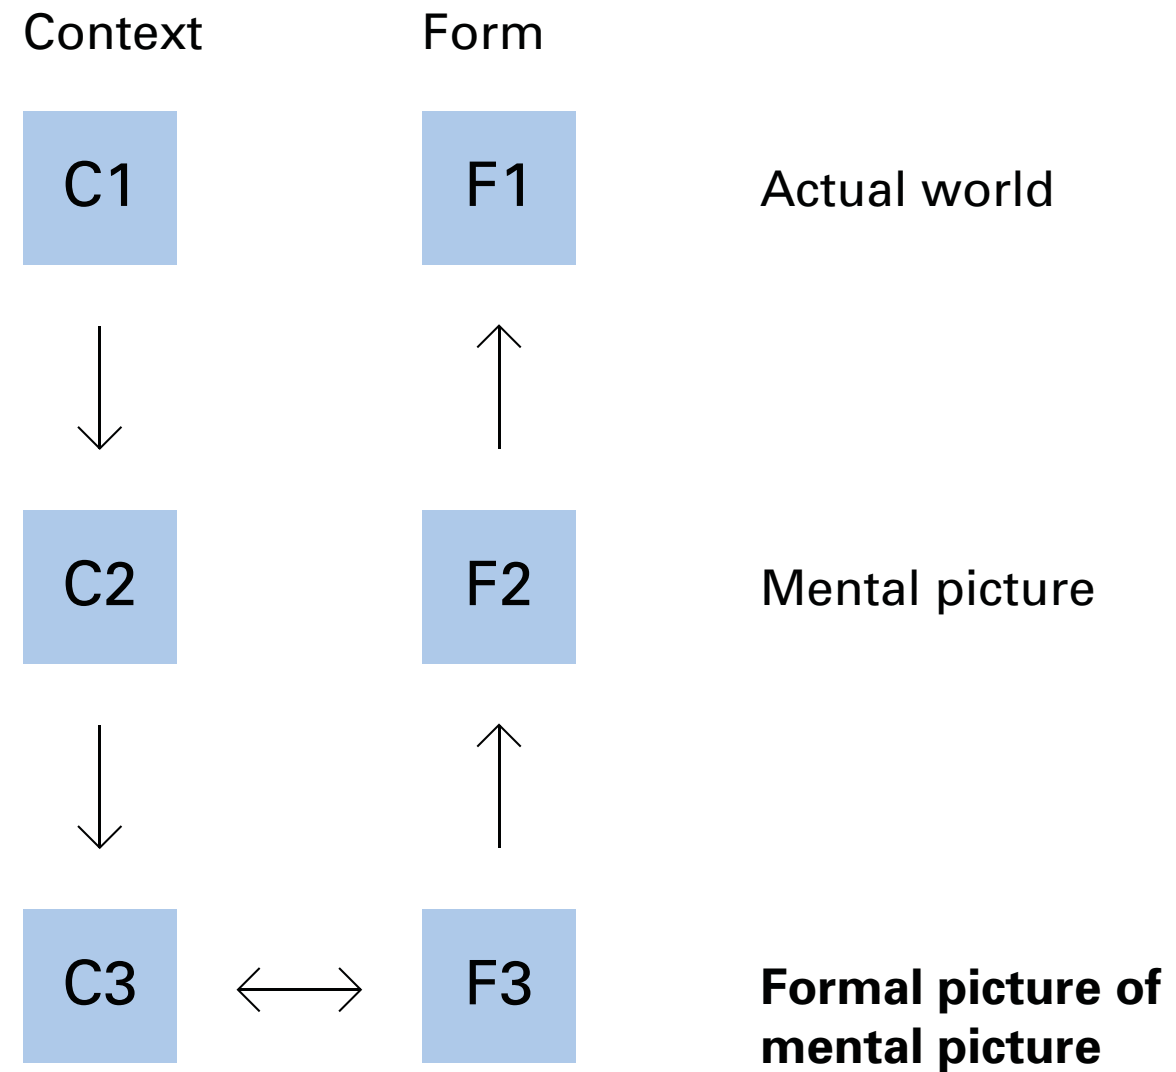 Context Form
C1 F1 Actual world
C2 F2 Mental picture
C3 F3 Formal picture of
mental picture